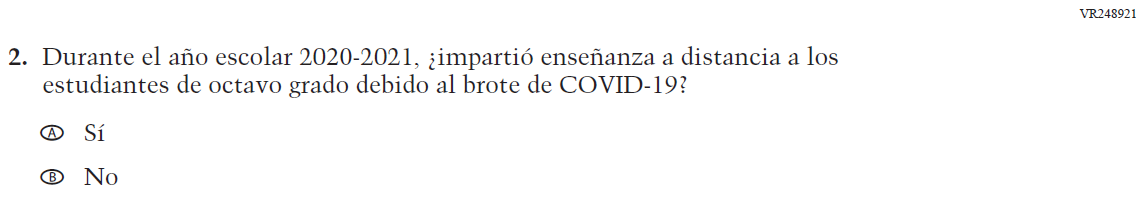 VR248921
2. Durante el año escolar 2020-2021, ¿impartió enseñanza a distancia a los
estudiantes de octavo grado debido al brote de COVID-19?
A Sí
B No